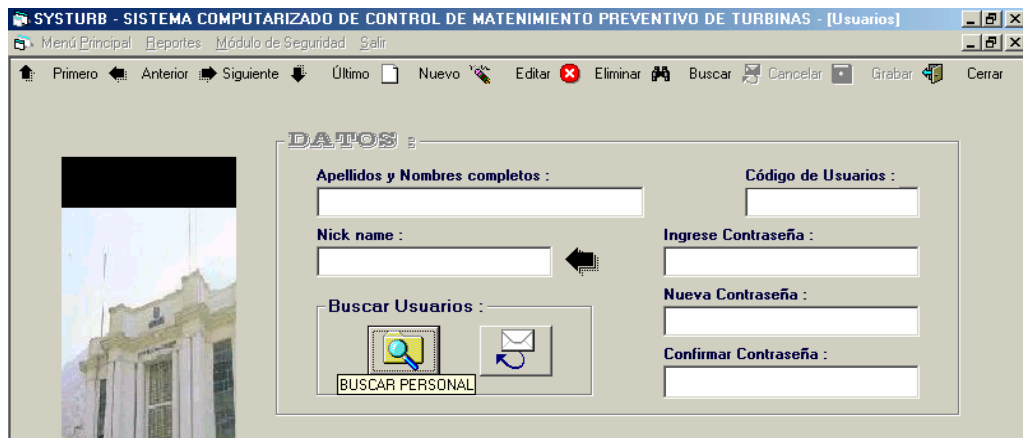 SYSTURB - SISTEMA COMPUTARIZADO DE CONTROL DE MATENIMIENTO PREVENTIVO DE TURBINAS - [Usuarios]
Menú Principal Reportes Módulo de Seguridad Salir
Primero Anterior Siguiente Último Nuevo Editar Eliminar Buscar Cancelar Grabar Cerrar
DATOS :
Apellidos y Nombres completos : Código de Usuarios :
Nick name : Ingrese Contraseña :
Buscar Usuarios : Nueva Contraseña :
Confirmar Contraseña :
BUSCAR PERSONAL